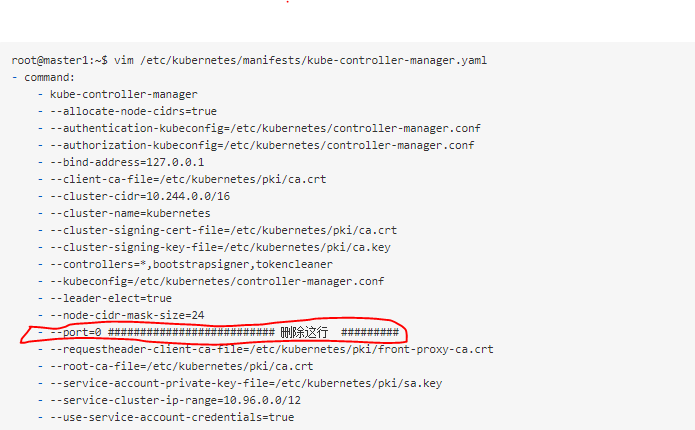 root@master1:~$ vim /etc/kubernetes/manifests/kube-controller-manager.yaml
- command:
- kube-controller-manager
- --allocate-node-cidrs=true
- --authentication-kubeconfig=/etc/kubernetes/controller-manager.conf
- --authorization-kubeconfig=/etc/kubernetes/controller-manager.conf
- --bind-address=127.0.0.1
- --client-ca-file=/etc/kubernetes/pki/ca.crt
- --cluster-cidr=10.244.0.0/16
- --cluster-name=kubernetes
- --cluster-signing-cert-file=/etc/kubernetes/pki/ca.crt
- --cluster-signing-key-file=/etc/kubernetes/pki/ca.key
- --controllers=*,bootstrapsigner,tokencleaner
- --kubeconfig=/etc/kubernetes/controller-manager.conf
- --leader-elect=true
- --node-cidr-mask-size=24
- --port=0 ########################## 删除这行 #########
- --requestheader-client-ca-file=/etc/kubernetes/pki/front-proxy-ca.crt
- --root-ca-file=/etc/kubernetes/pki/ca.crt
- --service-account-private-key-file=/etc/kubernetes/pki/sa.key
- --service-cluster-ip-range=10.96.0.0/12
- --use-service-account-credentials=true